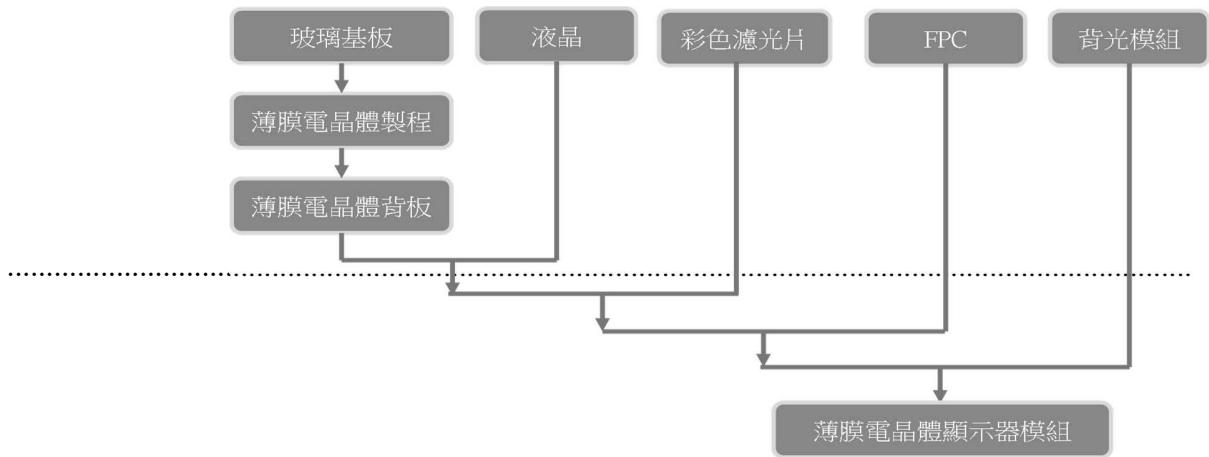 玻璃基板
液晶
彩色濾光片
FPC
背光模組
薄膜電晶體製程
薄膜電晶體背板
薄膜電晶體顯示器模組